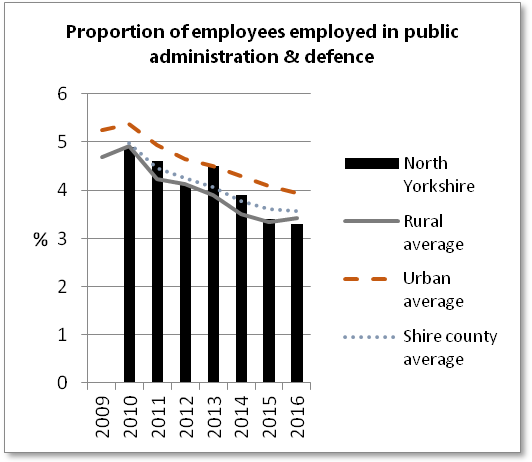 Proportion of employees employed in public
administration & defence
6
5
4
3
2
1
0
%
2009
2010
2011
2012
2013
2014
2015
2016
North
Yorkshire
Rural
average
Urban
average
Shire county
average